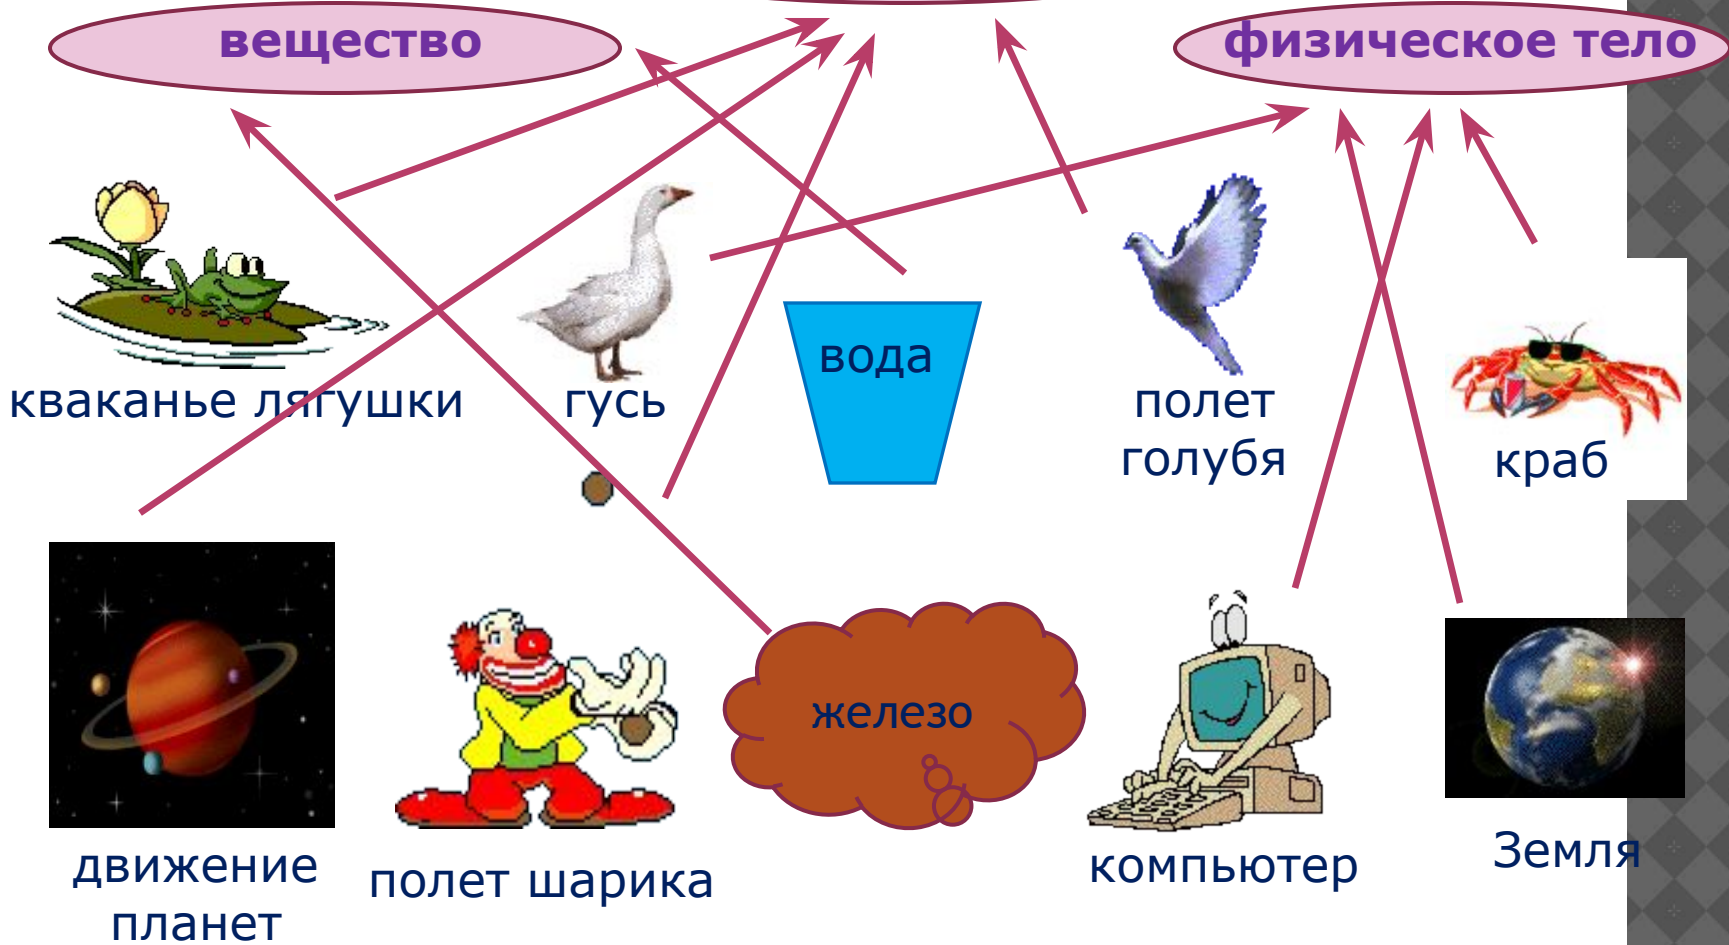 вещество
физическое тело
кваканье лягушки
гусь
вода
полет
голубя
краб
движение
планет
полет шарика
железо
компьютер
Земля